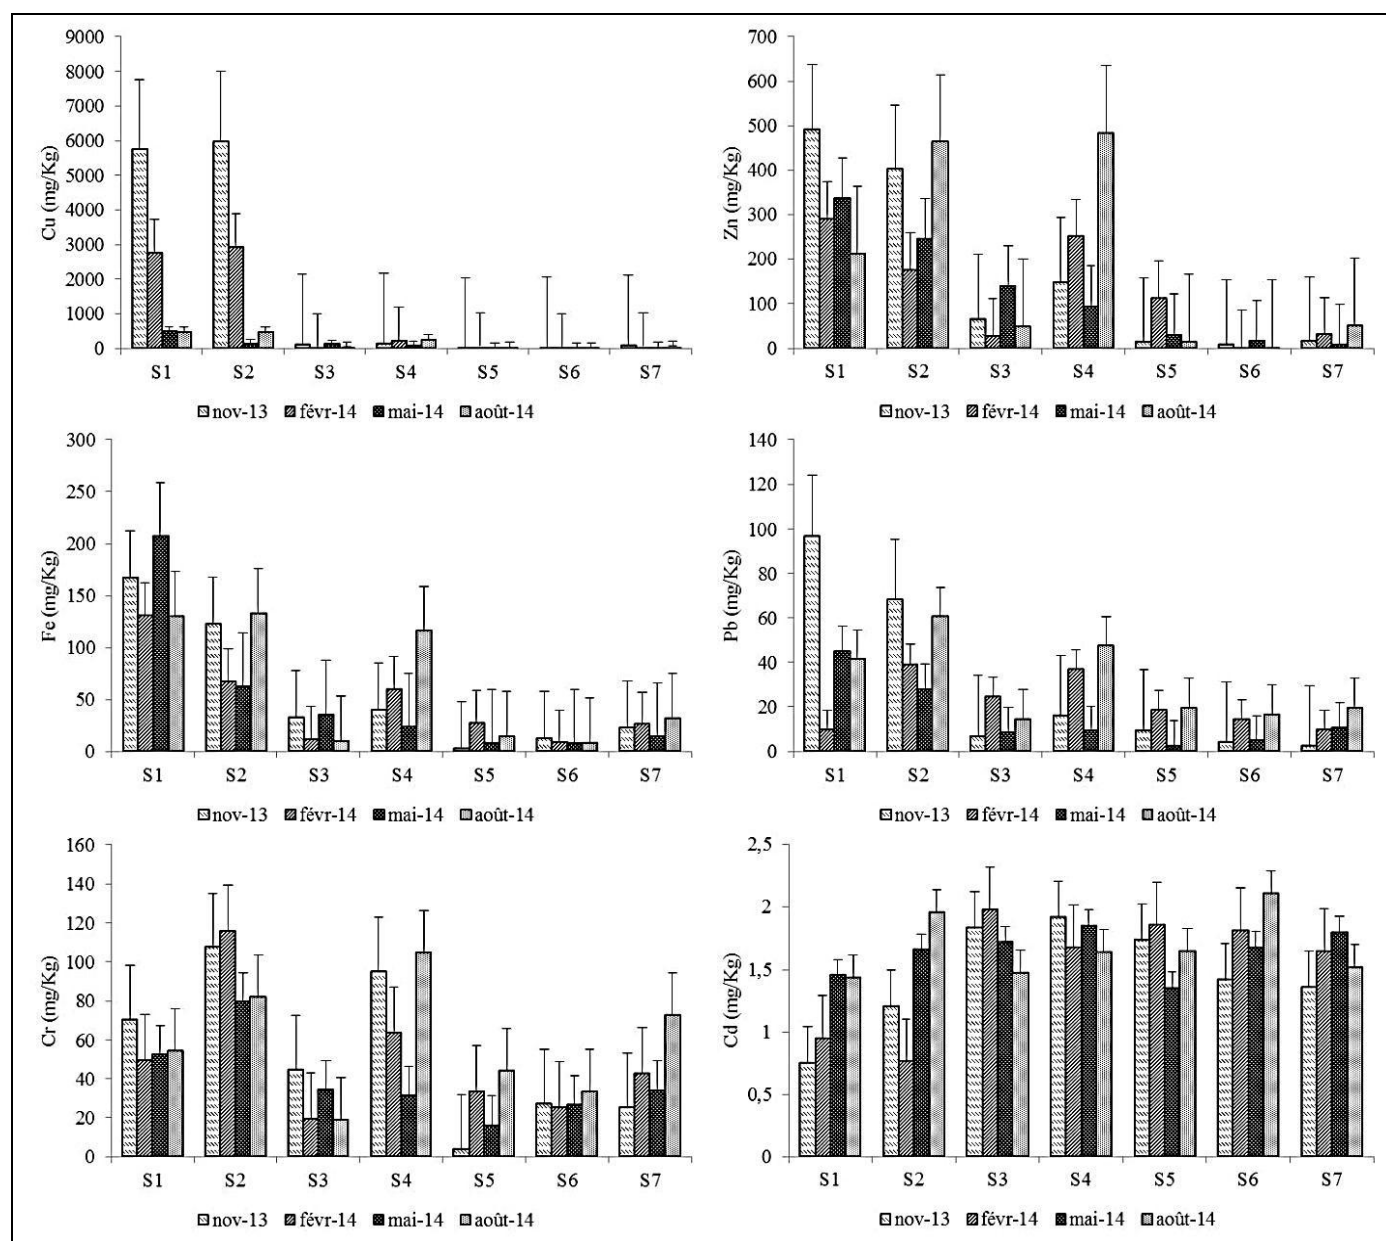 9000
8000
7000
6000
5000
4000
3000
2000
1000
0
Cu (mg/Kg)
S1 S2 S3 S4 S5 S6 S7
nov-13 févr-14 mai-14 août-14
700
600
500
400
300
200
100
0
Zn (mg/Kg)
S1 S2 S3 S4 S5 S6 S7
nov-13 févr-14 mai-14 août-14
300
250
200
150
100
50
0
Fe (mg/Kg)
S1 S2 S3 S4 S5 S6 S7
nov-13 févr-14 mai-14 août-14
140
120
100
80
60
40
20
0
Pb (mg/Kg)
S1 S2 S3 S4 S5 S6 S7
nov-13 févr-14 mai-14 août-14
160
140
120
100
80
60
40
20
0
Cr (mg/Kg)
S1 S2 S3 S4 S5 S6 S7
nov-13 févr-14 mai-14 août-14
2,5
2
1,5
1
0,5
0
Cd (mg/Kg)
S1 S2 S3 S4 S5 S6 S7
nov-13 févr-14 mai-14 août-14